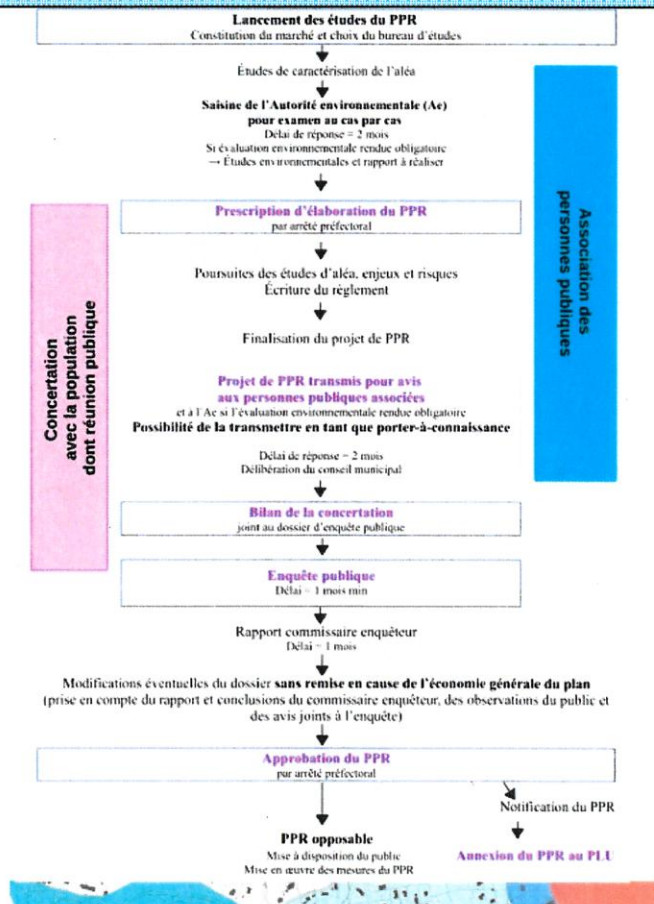 Lancement des études du PPR
Constitution du marché et choix du bureau d'études
Études de caractérisation de l'aléa
Saisine de l'Autorité environnementale (Ae)
pour examen au cas par cas
Délai de réponse = 2 mois
Si évaluation environnementale rendue obligatoire
→ Études environnementales et rapport à réaliser
Prescription d'élaboration du PPR
par arrêté préfectoral
Poursuites des études d'aléa, enjeux et risques
Écriture du règlement
Finalisation du projet de PPR
Projet de PPR transmis pour avis
aux personnes publiques associées
et à l'Ae si l'évaluation environnementale rendue obligatoire
Possibilité de la transmettre en tant que porter-à-connaissance
Délai de réponse = 2 mois
Délibération du conseil municipal
Bilan de la concertation
joint au dossier d'enquête publique
Enquête publique
Délai = 1 mois min
Rapport commissaire enquêteur
Délai = 1 mois
Modifications éventuelles du dossier sans remise en cause de l'économie générale du plan
(prise en compte du rapport et conclusions du commissaire enquêteur, des observations du public et
des avis joints à l'enquête)
Approbation du PPR
par arrêté préfectoral
Notification du PPR
PPR opposable
Mise à disposition du public
Mise en œuvre des mesures du PPR
Annexion du PPR au PLU
Concertation
avec la population
dont réunion publique
Association des
personnes publiques